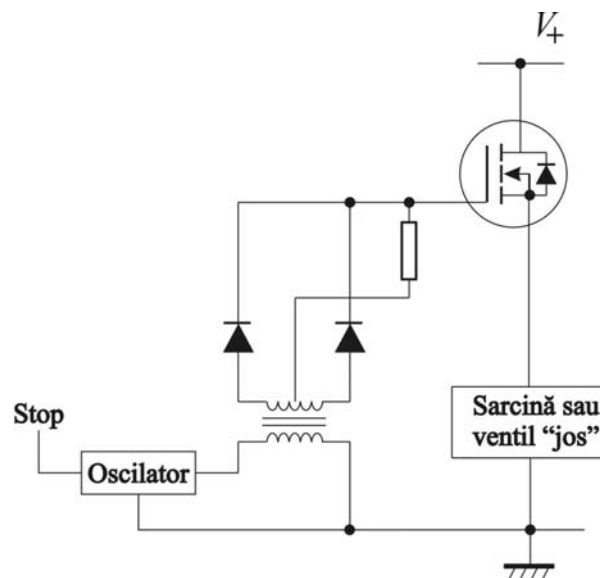 V+
Stop
Oscilator
Sarcină sau
ventil “jos”